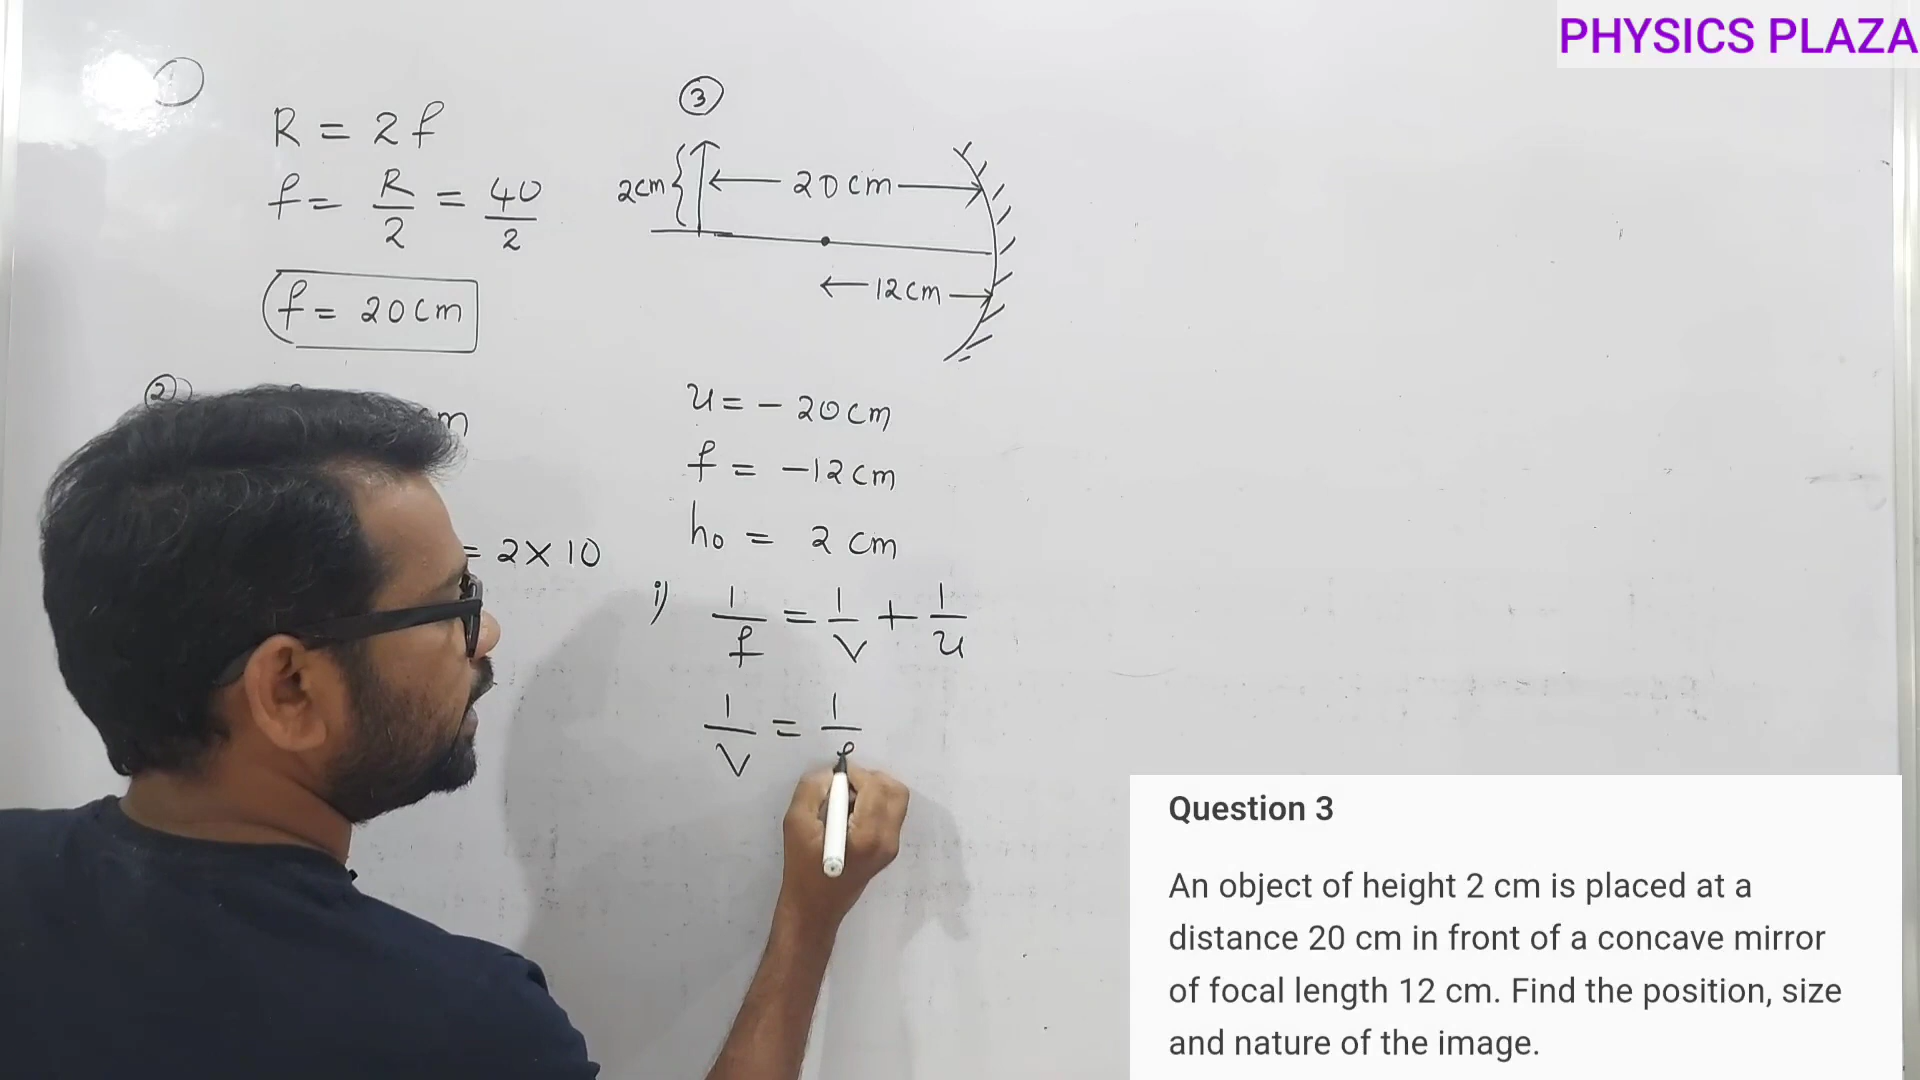 PHYSICS PLAZA
①
R = 2f
f = R/2 = 40/2
f = 20cm
②
cm
= 2 × 10
③
2cm
20cm
12cm
u = - 20cm
f = -12cm
h₀ = 2 cm
i) 1/f = 1/v + 1/u
1/v = 1/f
Question 3
An object of height 2 cm is placed at a
distance 20 cm in front of a concave mirror
of focal length 12 cm. Find the position, size
and nature of the image.